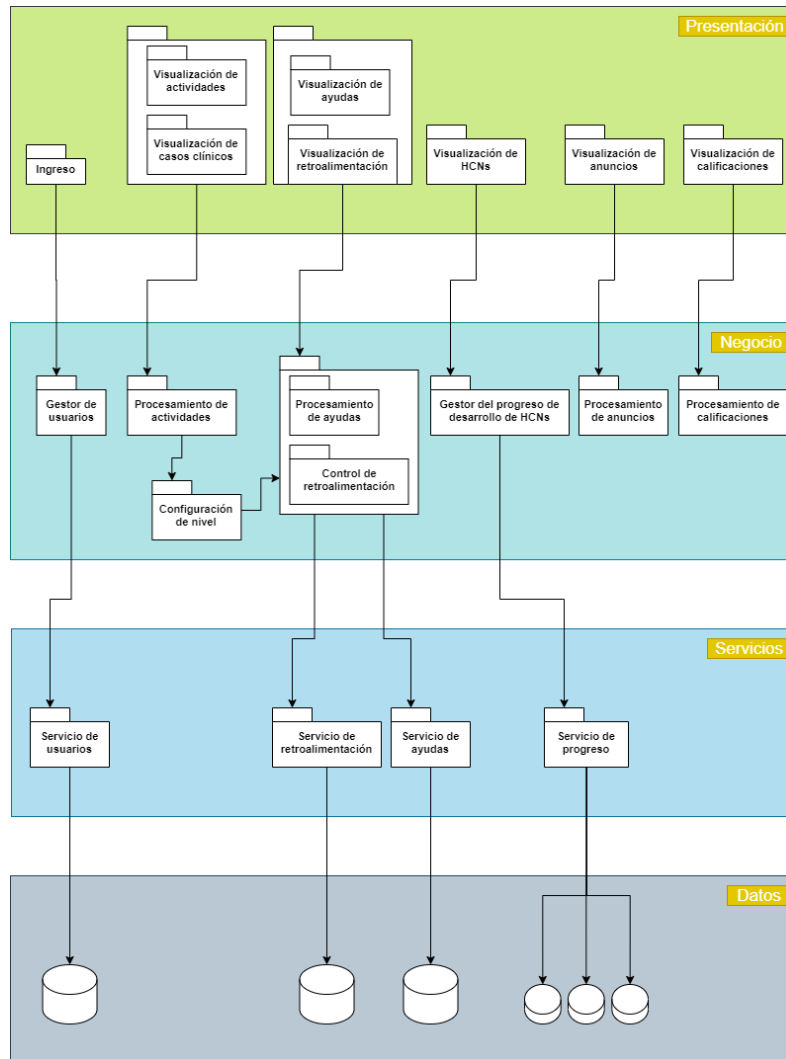 Presentación
Visualización de
actividades
Visualización de
casos clínicos
Visualización de
ayudas
Visualización de
retroalimentación
Ingreso
Visualización de
HCNs
Visualización de
anuncios
Visualización de
calificaciones
Negocio
Gestor de
usuarios
Procesamiento de
actividades
Configuración
de nivel
Procesamiento
de ayudas
Control de
retroalimentación
Gestor del progreso de
desarrollo de HCNs
Procesamiento
de anuncios
Procesamiento de
calificaciones
Servicios
Servicio de
usuarios
Servicio de
retroalimentación
Servicio de
ayudas
Servicio de
progreso
Datos